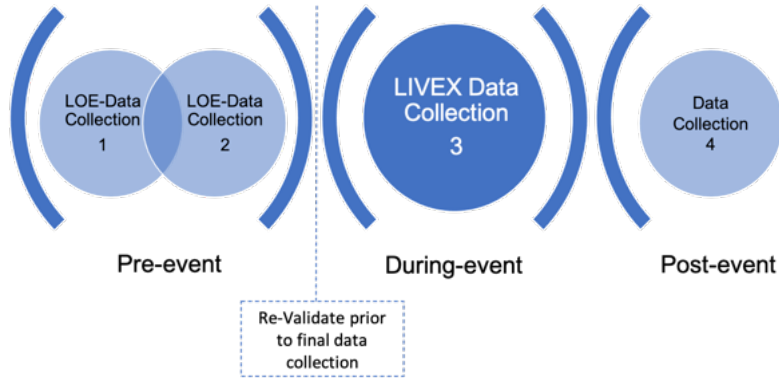 LOE-Data
Collection
1
LOE-Data
Collection
2
LIVEX Data
Collection
3
Data
Collection
4
Pre-event
During-event
Post-event
Re-Validate prior
to final data
collection